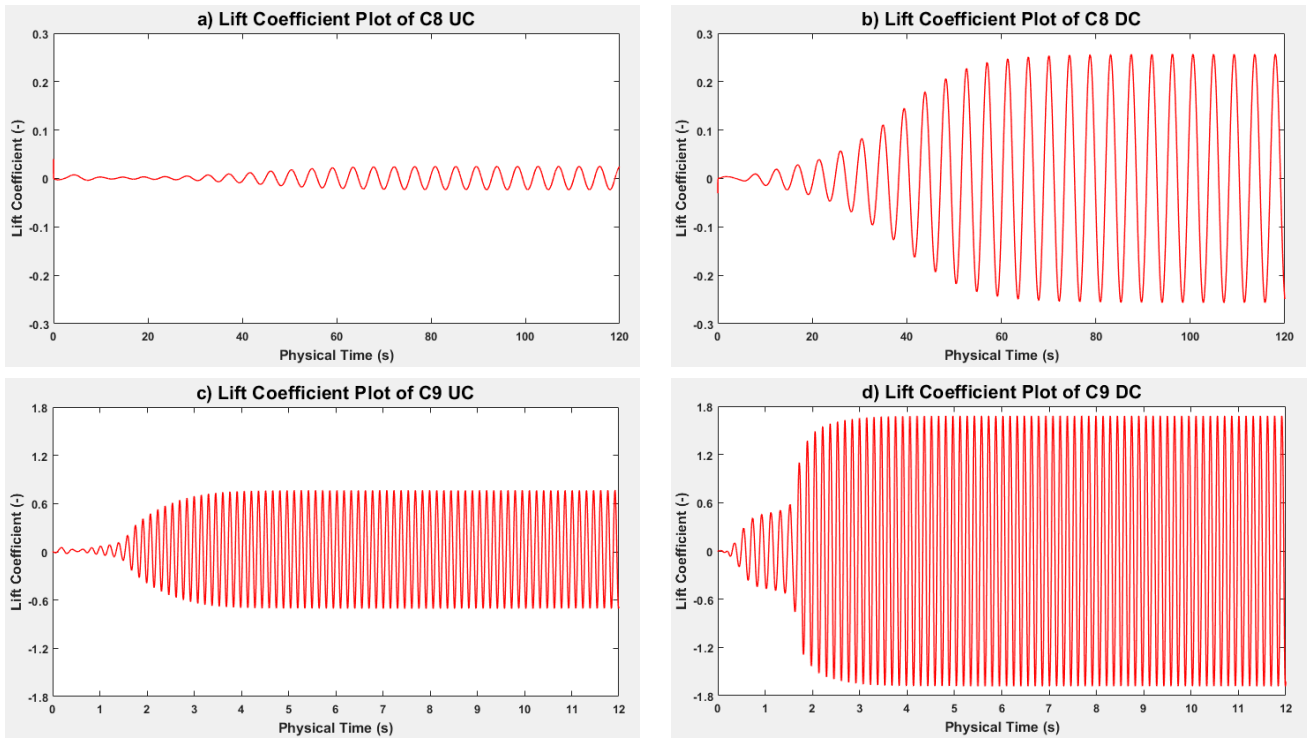 a) Lift Coefficient Plot of C8 UC
0.3
0.2
0.1
0
-0.1
-0.2
-0.3
Lift Coefficient (-)
0 20 40 60 80 100 120
Physical Time (s)
b) Lift Coefficient Plot of C8 DC
0.3
0.2
0.1
0
-0.1
-0.2
-0.3
Lift Coefficient (-)
0 20 40 60 80 100 120
Physical Time (s)
c) Lift Coefficient Plot of C9 UC
1.8
1.2
0.6
0
-0.6
-1.2
-1.8
Lift Coefficient (-)
0 1 2 3 4 5 6 7 8 9 10 11 12
Physical Time (s)
d) Lift Coefficient Plot of C9 DC
1.8
1.2
0.6
0
-0.6
-1.2
-1.8
Lift Coefficient (-)
0 1 2 3 4 5 6 7 8 9 10 11 12
Physical Time (s)